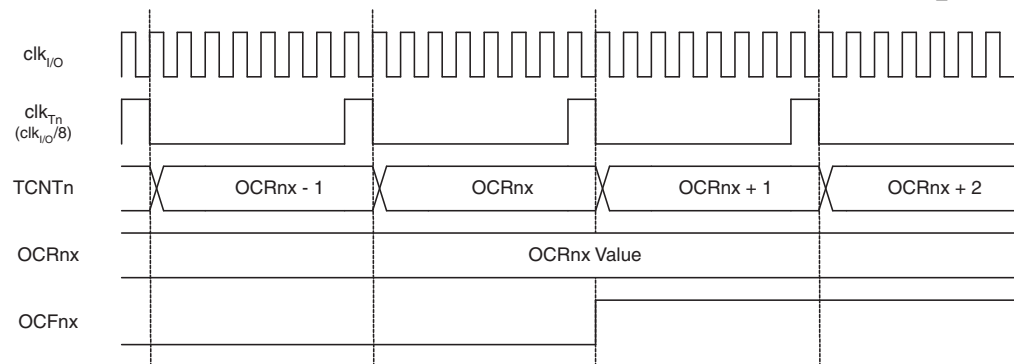 clkI/O
clkTn
(clkI/O/8)
TCNTn OCRnx - 1 OCRnx OCRnx + 1 OCRnx + 2
OCRnx OCRnx Value
OCFnx